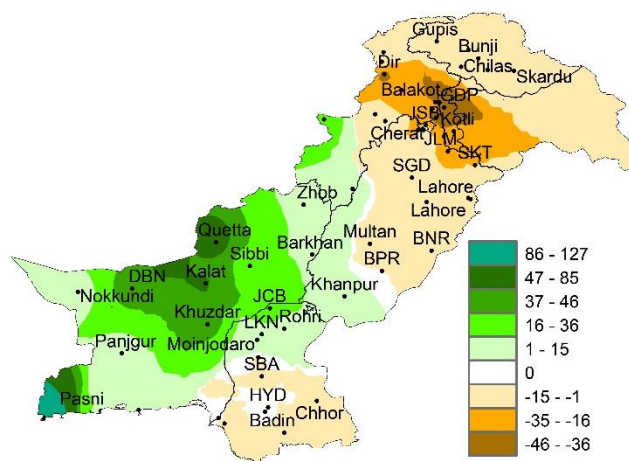 Gupis
Bunji
Dir
Chilas
Skardu
Balakot
GDP
ISB
Kotli
Cherat
JLM
SKT
SGD
Lahore
Zhob
Lahore
Quetta
Multan
BNR
Barkhan
BPR
Sibbi
Kalat
DBN
Khanpur
Nokkundi
JCB
Khuzdar
Rohri
LKN
Panjgur
Moinjodaro
SBA
Pasni
HYD
Chhor
Badin
86 - 127
47 - 85
37 - 46
16 - 36
1 - 15
0
-15 - -1
-35 - -16
-46 - -36